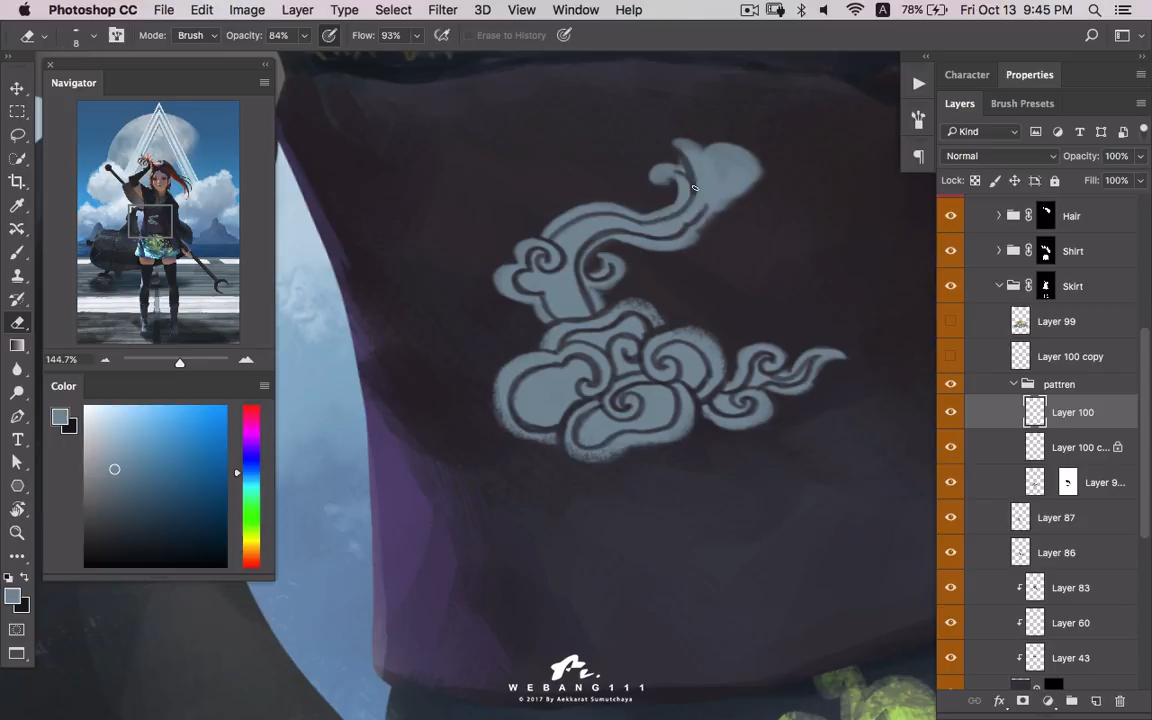 Photoshop CC File Edit Image Layer Type Select Filter 3D View Window Help A 78% Fri Oct 13 9:45 PM
8 Mode: Brush Opacity: 84% Flow: 93% Erase to History
Navigator
144.7%
Color
T
Character Properties
Layers Brush Presets
Kind
Normal Opacity: 100%
Lock: Fill: 100%
Hair
Shirt
Skirt
Layer 99
Layer 100 copy
pattren
Layer 100
Layer 100 c...
Layer 9...
Layer 87
Layer 86
Layer 83
Layer 60
Layer 43
fx
WEBANG111
© 2017 By Aekkarat Sumutchaya